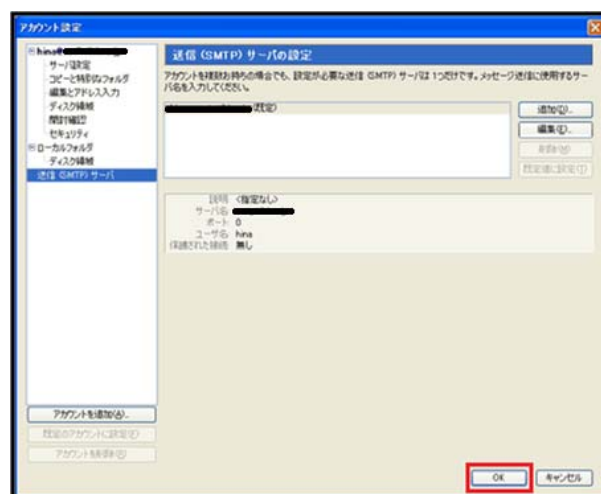 アカウント設定
hina@
サーバ設定
コピーと特別なフォルダ
編集とアドレス入力
ディスク領域
開封確認
セキュリティ
ローカルフォルダ
ディスク領域
送信 (SMTP) サーバ
送信 (SMTP) サーバの設定
アカウントを複数お持ちの場合でも、設定が必要な送信 (SMTP) サーバは 1つだけです。メッセージ送信に使用するサー
バ名を入力してください。
(既定)
追加(D)...
編集(E)...
削除(M)
既定値に設定(T)
説明 <指定なし>
サーバ名
ポート 0
ユーザ名 hina
保護された接続 無し
アカウントを追加(A)...
既定のアカウントに設定(F)
アカウントを削除(R)
OK
キャンセル